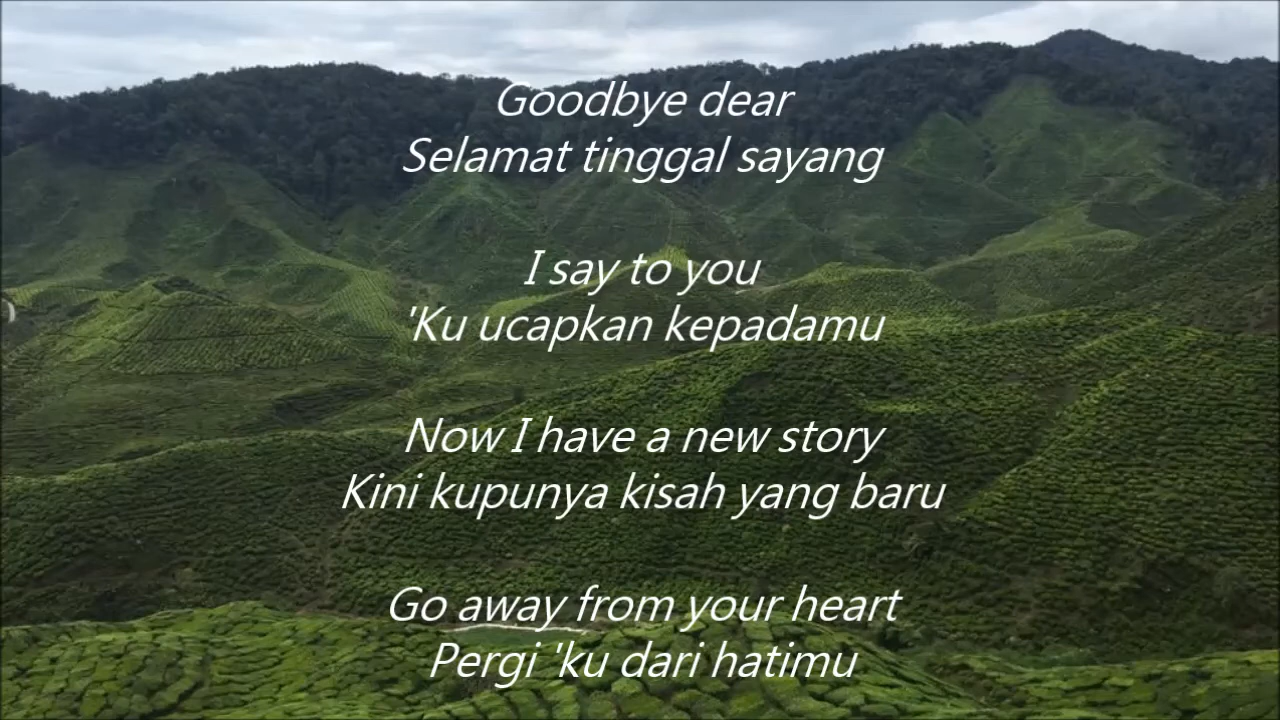 Goodbye dear
Selamat tinggal sayang
I say to you
'Ku ucapkan kepadamu
Now I have a new story
Kini kupunya kisah yang baru
Go away from your heart
Pergi 'ku dari hatimu